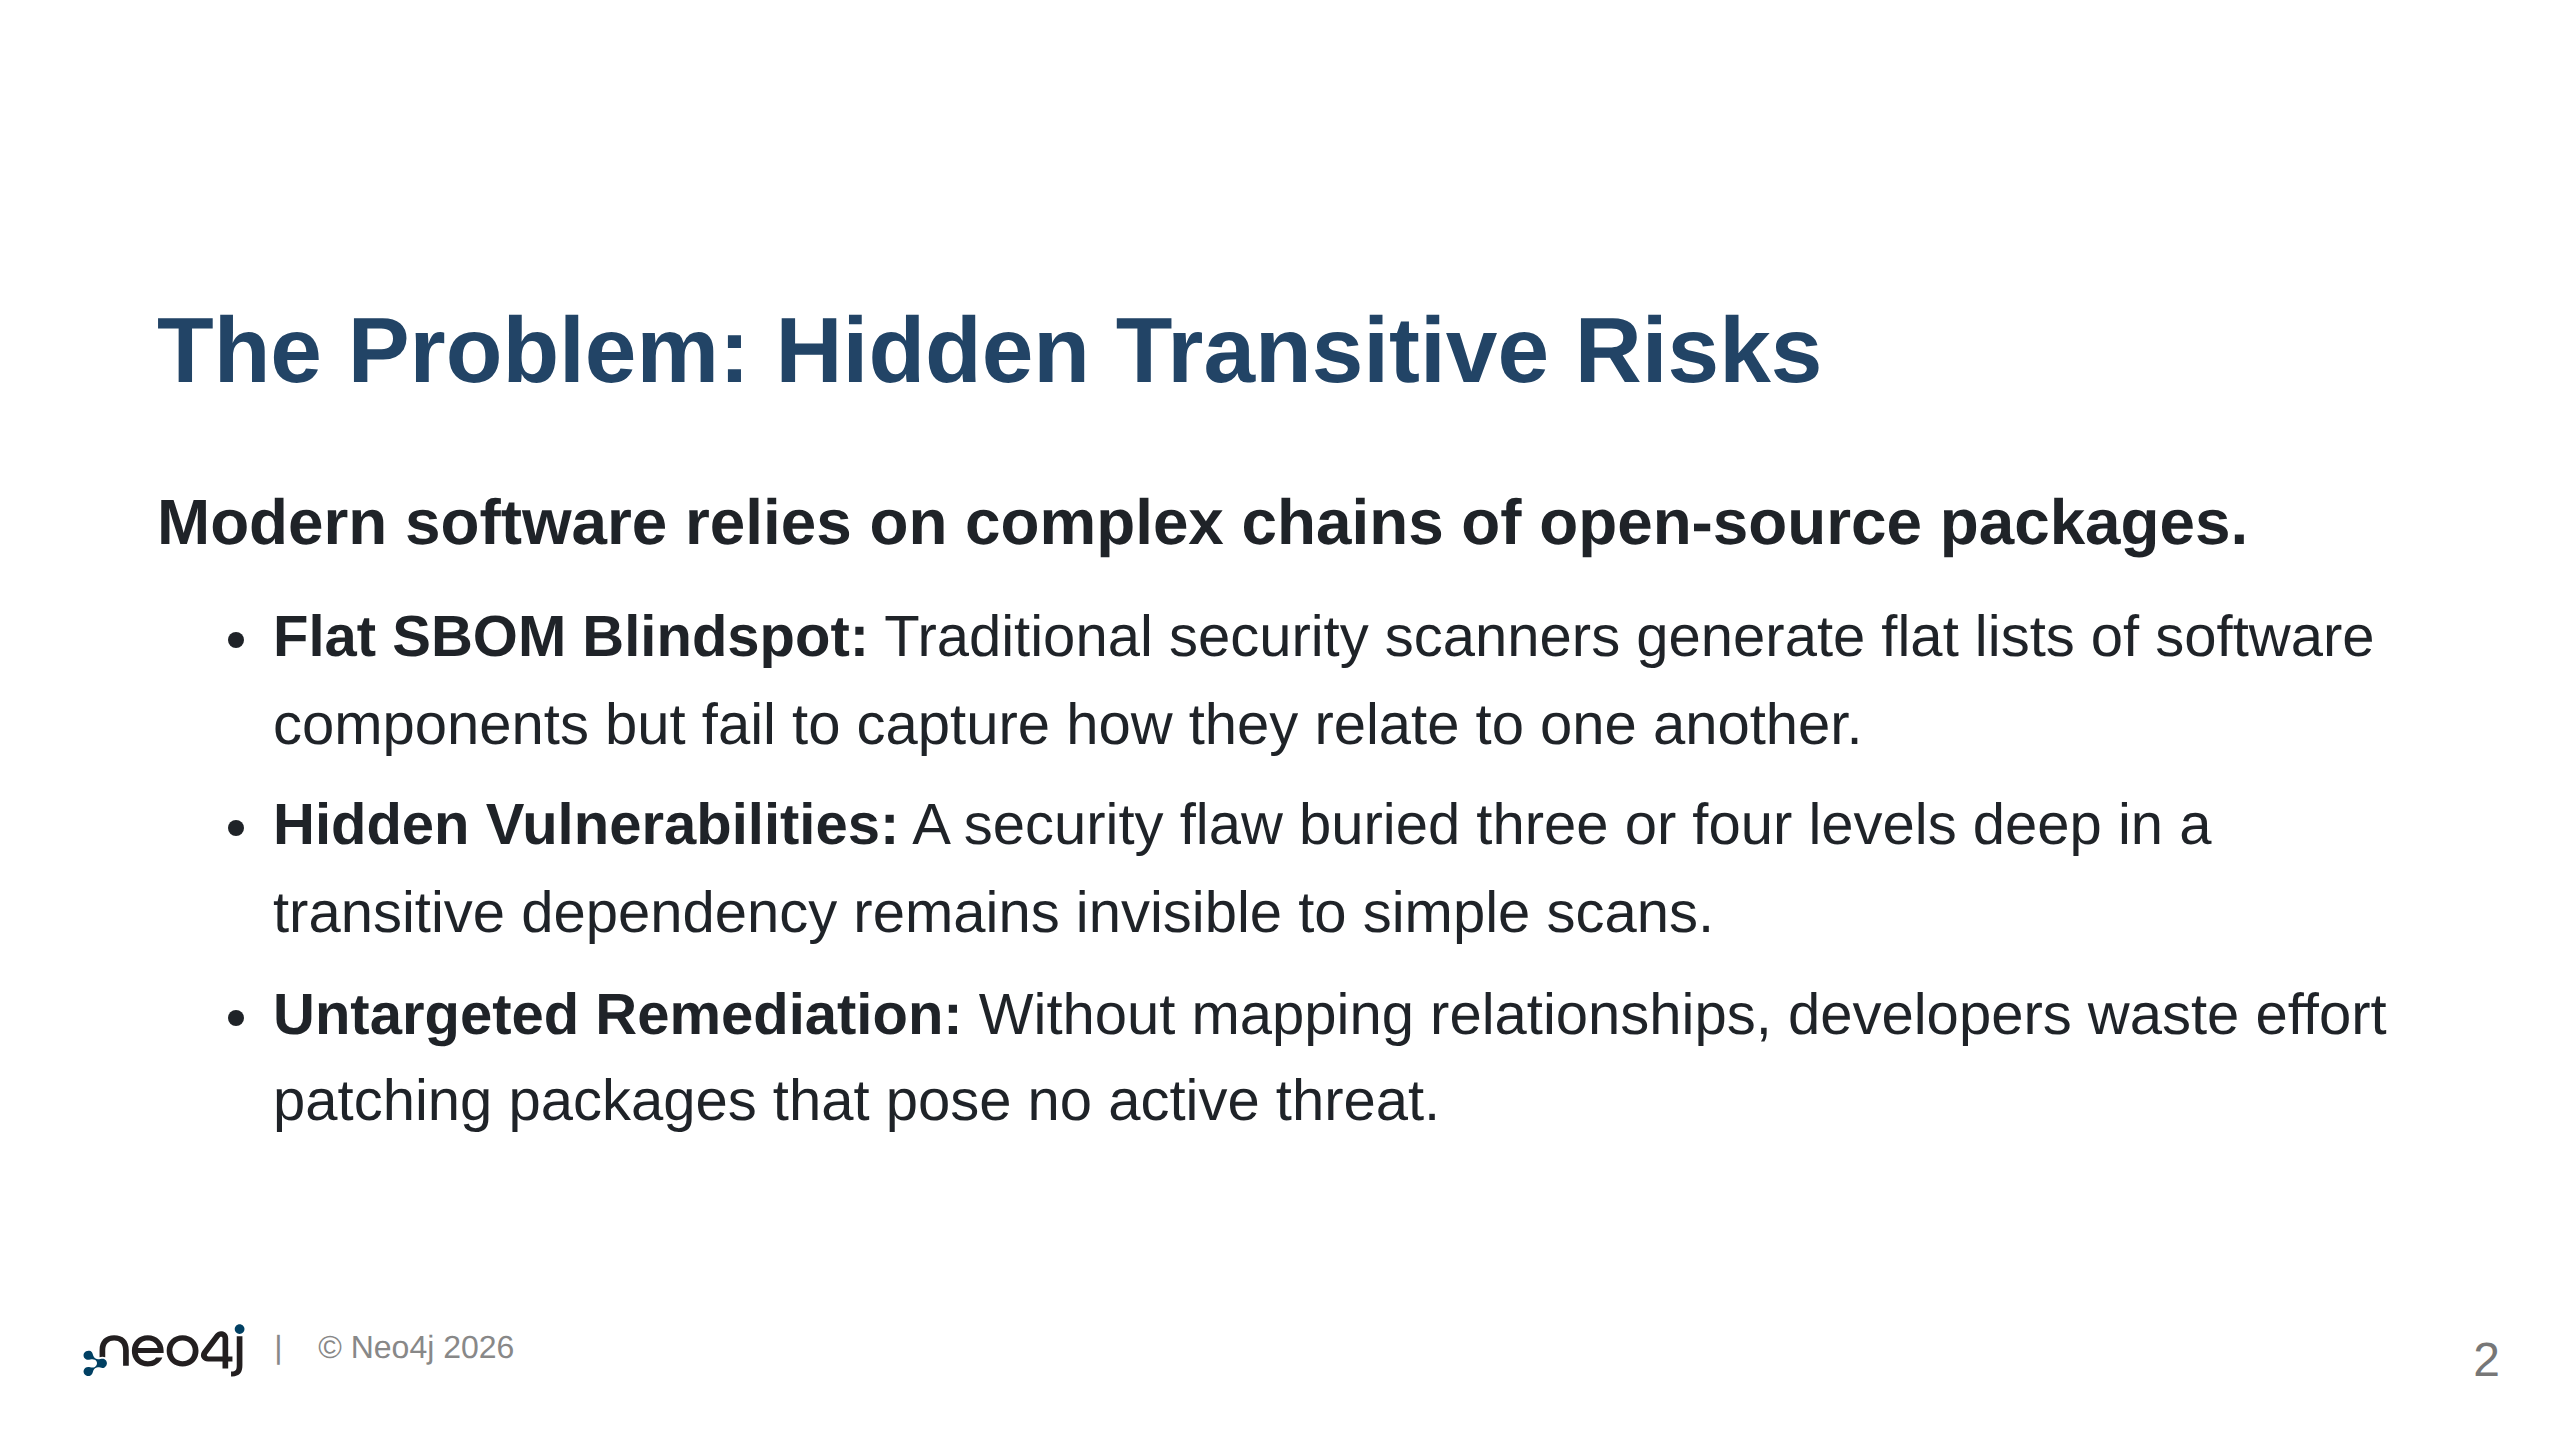 The Problem: Hidden Transitive Risks
Modern software relies on complex chains of open-source packages.
• Flat SBOM Blindspot: Traditional security scanners generate flat lists of software
components but fail to capture how they relate to one another.
• Hidden Vulnerabilities: A security flaw buried three or four levels deep in a
transitive dependency remains invisible to simple scans.
• Untargeted Remediation: Without mapping relationships, developers waste effort
patching packages that pose no active threat.
neo4j | © Neo4j 2026
2